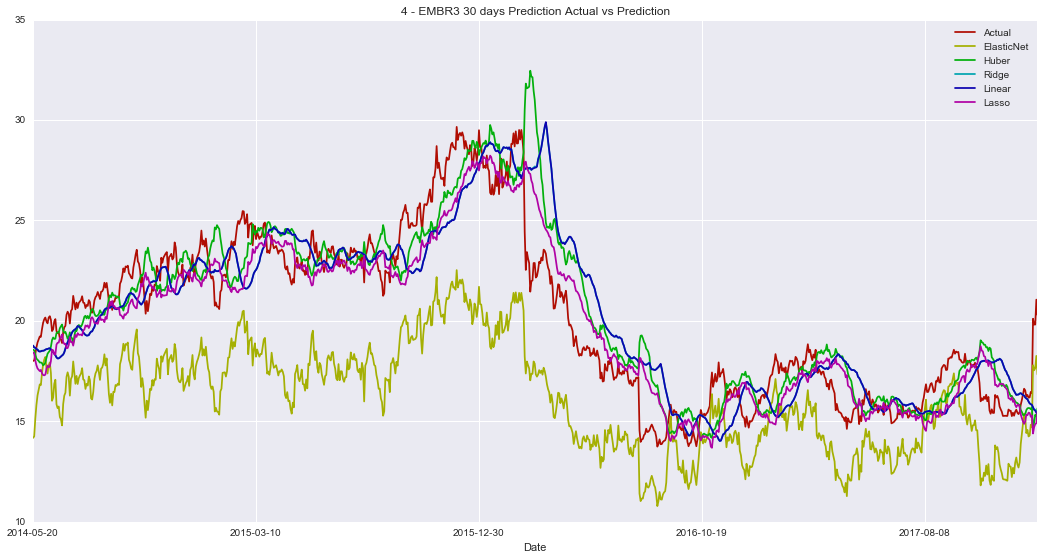 4 - EMBR3 30 days Prediction Actual vs Prediction
35
30
25
20
15
10
Actual
ElasticNet
Huber
Ridge
Linear
Lasso
2014-05-20
2015-03-10
2015-12-30
2016-10-19
2017-08-08
Date